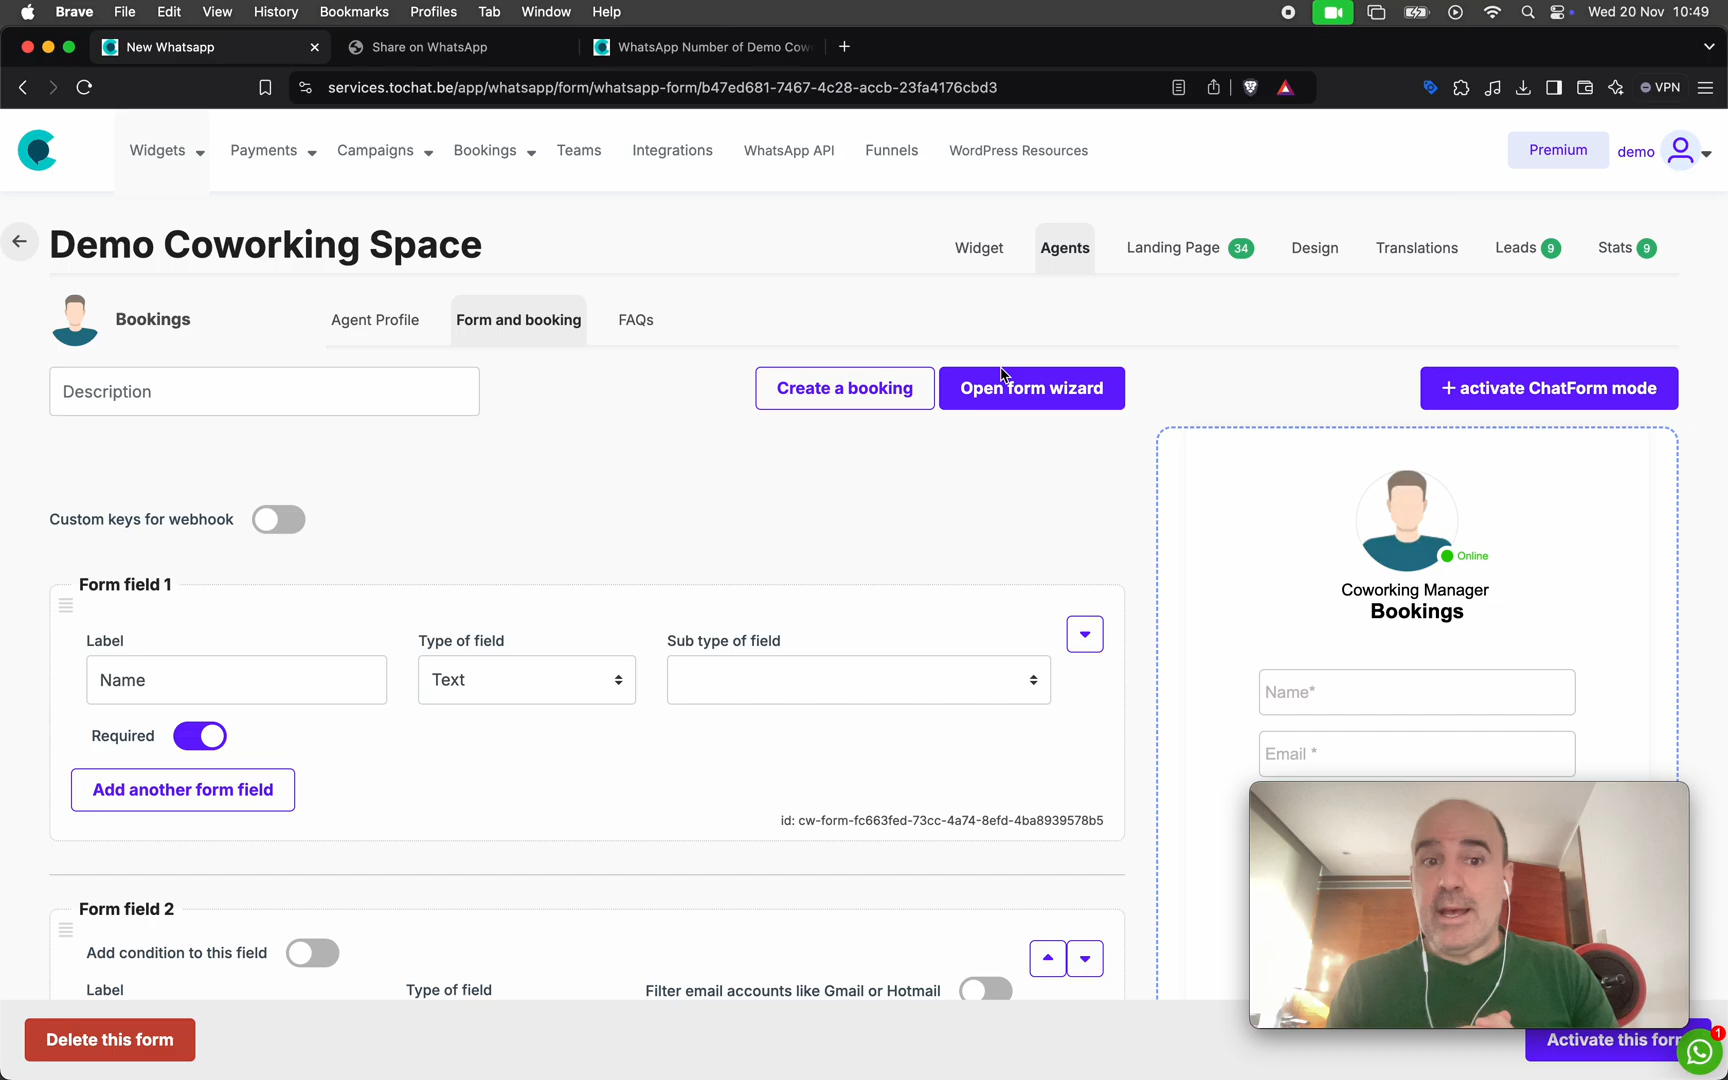 Brave File Edit View History Bookmarks Profiles Tab Window Help Wed 20 Nov 10:49
New Whatsapp Share on WhatsApp WhatsApp Number of Demo Cow
services.tochat.be/app/whatsapp/form/whatsapp-form/b47ed681-7467-4c28-accb-23fa4176cbd3 VPN
Widgets Payments Campaigns Bookings Teams Integrations WhatsApp API Funnels WordPress Resources Premium demo
Demo Coworking Space Widget Agents Landing Page 34 Design Translations Leads 9 Stats 9
Bookings Agent Profile Form and booking FAQs
Description Create a booking Open form wizard + activate ChatForm mode
Custom keys for webhook
Online
Coworking Manager
Bookings
Form field 1
Label Type of field Sub type of field
Name Text
Name*
Required
Email *
Add another form field
id: cw-form-fc663fed-73cc-4a74-8efd-4ba8939578b5
Form field 2
Add condition to this field
Label Type of field Filter email accounts like Gmail or Hotmail
Delete this form Activate this for
1